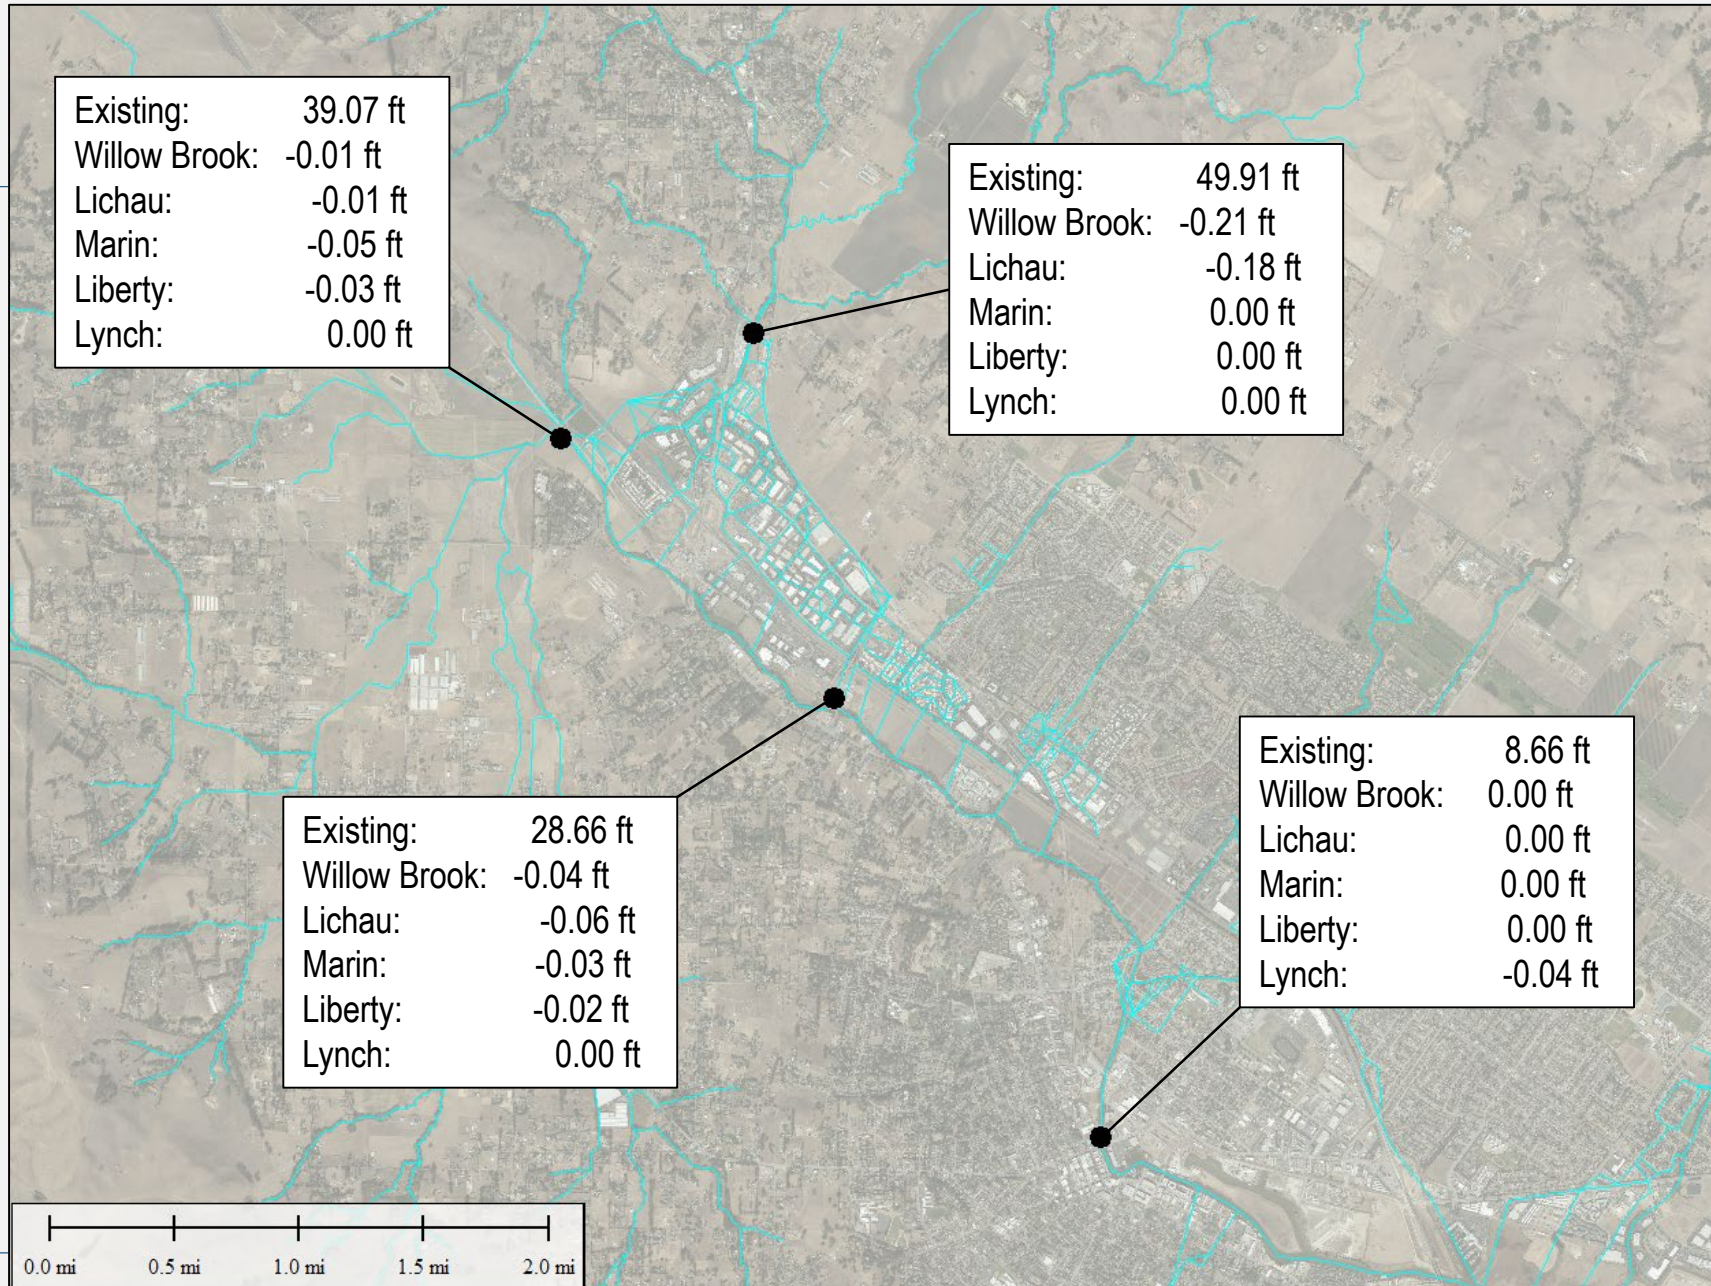 Existing: 39.07 ft
Willow Brook: -0.01 ft
Lichau: -0.01 ft
Marin: -0.05 ft
Liberty: -0.03 ft
Lynch: 0.00 ft
Existing: 49.91 ft
Willow Brook: -0.21 ft
Lichau: -0.18 ft
Marin: 0.00 ft
Liberty: 0.00 ft
Lynch: 0.00 ft
Existing: 28.66 ft
Willow Brook: -0.04 ft
Lichau: -0.06 ft
Marin: -0.03 ft
Liberty: -0.02 ft
Lynch: 0.00 ft
Existing: 8.66 ft
Willow Brook: 0.00 ft
Lichau: 0.00 ft
Marin: 0.00 ft
Liberty: 0.00 ft
Lynch: -0.04 ft
0.0 mi 0.5 mi 1.0 mi 1.5 mi 2.0 mi